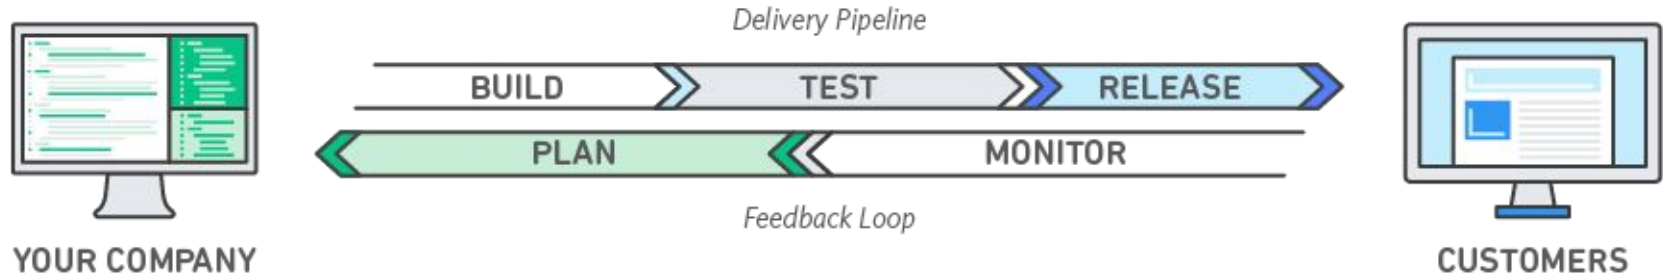 Delivery Pipeline
BUILD TEST RELEASE
PLAN MONITOR
Feedback Loop
YOUR COMPANY
CUSTOMERS